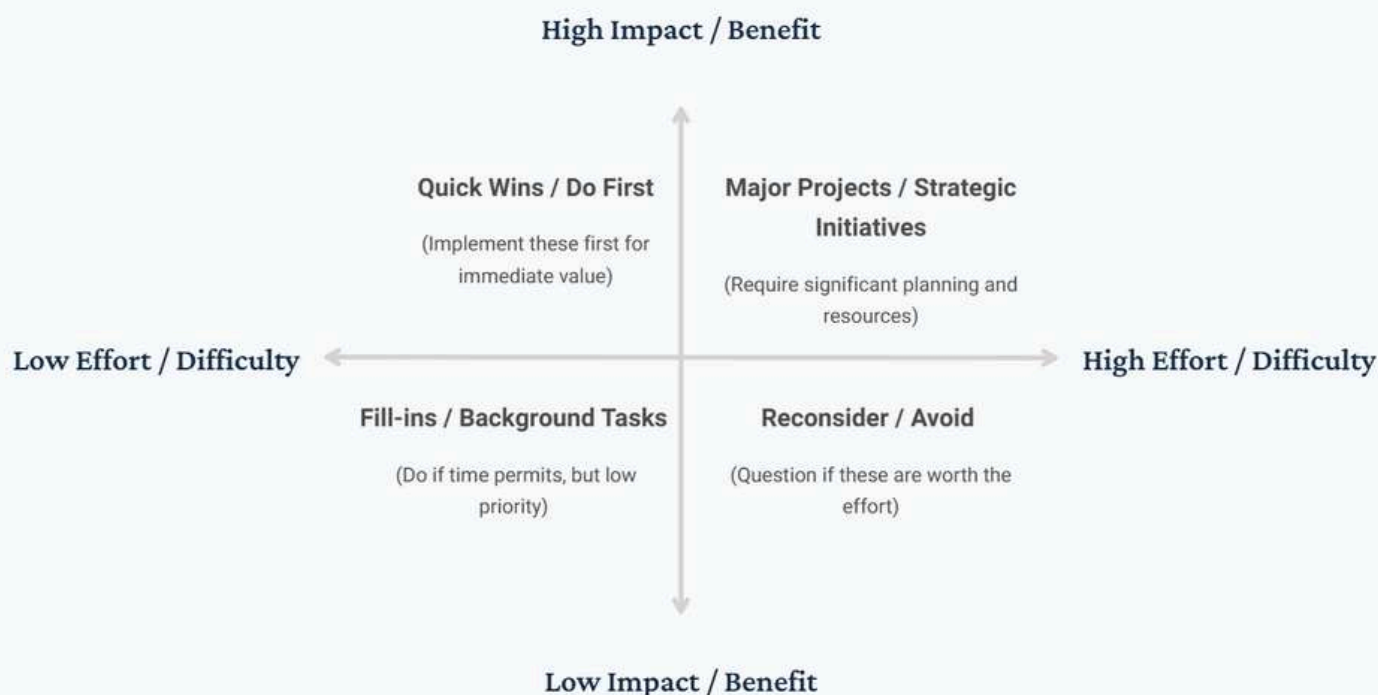 High Impact / Benefit
Quick Wins / Do First
(Implement these first for
immediate value)
Major Projects / Strategic
Initiatives
(Require significant planning and
resources)
Low Effort / Difficulty
High Effort / Difficulty
Fill-ins / Background Tasks
(Do if time permits, but low
priority)
Reconsider / Avoid
(Question if these are worth the
effort)
Low Impact / Benefit